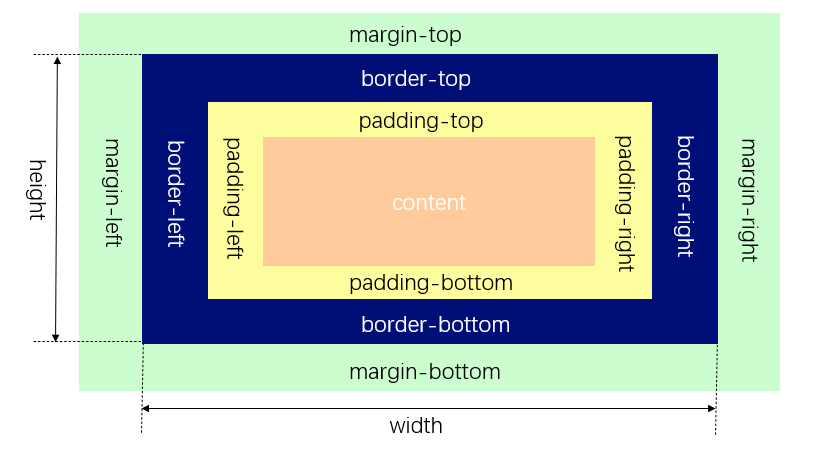 margin-top
border-top
padding-top
height
margin-left
border-left
padding-left
content
padding-right
border-right
margin-right
padding-bottom
border-bottom
margin-bottom
width